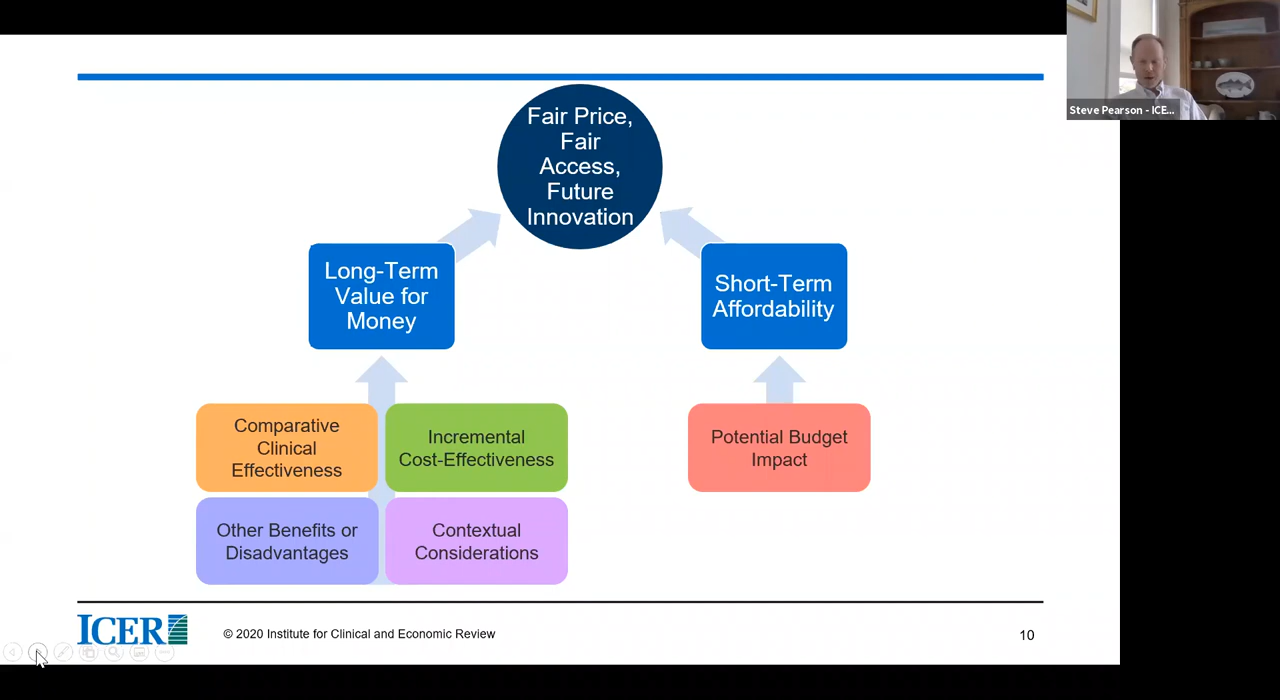 Steve Pearson - ICE...
Fair Price,
Fair
Access,
Future
Innovation
Long-Term
Value for
Money
Short-Term
Affordability
Comparative
Clinical
Effectiveness
Incremental
Cost-Effectiveness
Potential Budget
Impact
Other Benefits or
Disadvantages
Contextual
Considerations
ICER
© 2020 Institute for Clinical and Economic Review
10